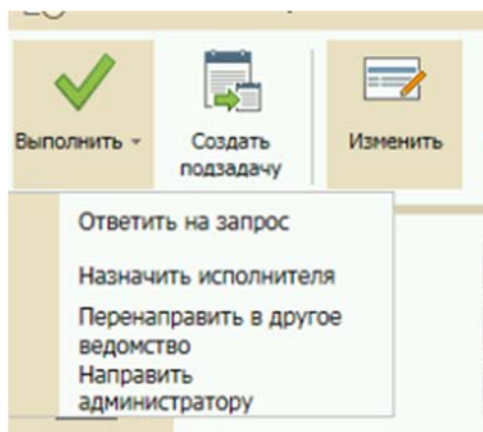 Выполнить
Создать
подзадачу
Изменить
Ответить на запрос
Назначить исполнителя
Перенаправить в другое
ведомство
Направить
администратору